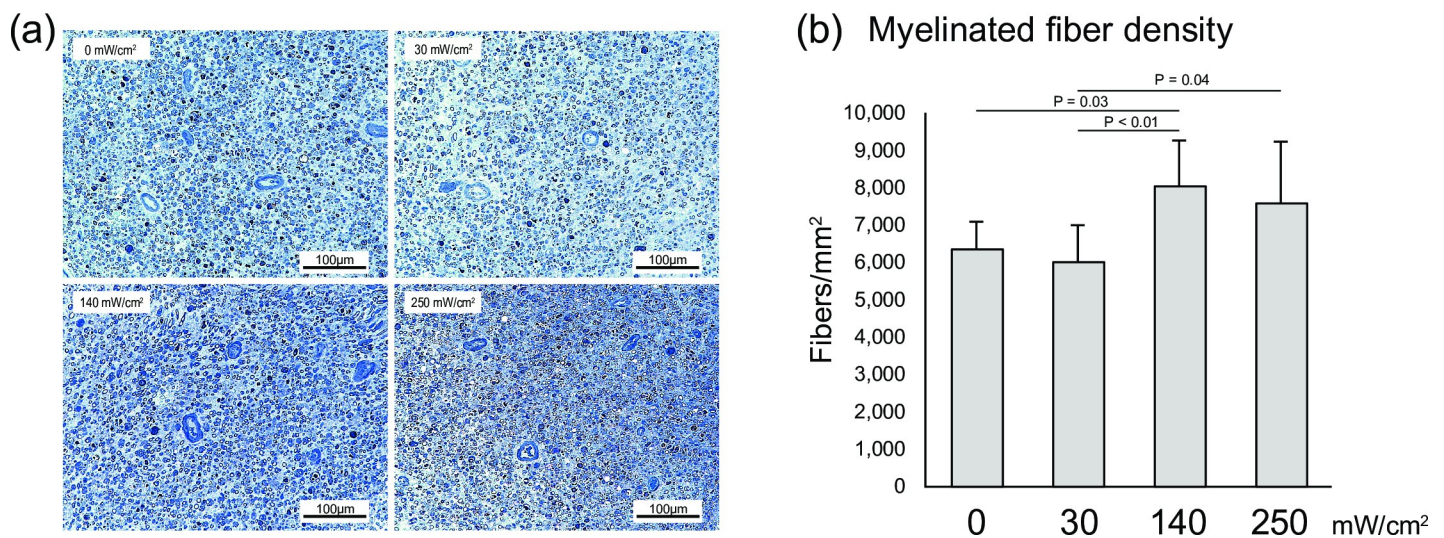 (a)
0 mW/cm²
100μm
30 mW/cm²
100μm
140 mW/cm²
100μm
250 mW/cm²
100μm
(b) Myelinated fiber density
P = 0.04
P = 0.03
P < 0.01
Fibers/mm²
10,000
9,000
8,000
7,000
6,000
5,000
4,000
3,000
2,000
1,000
0
0 30 140 250 mW/cm²